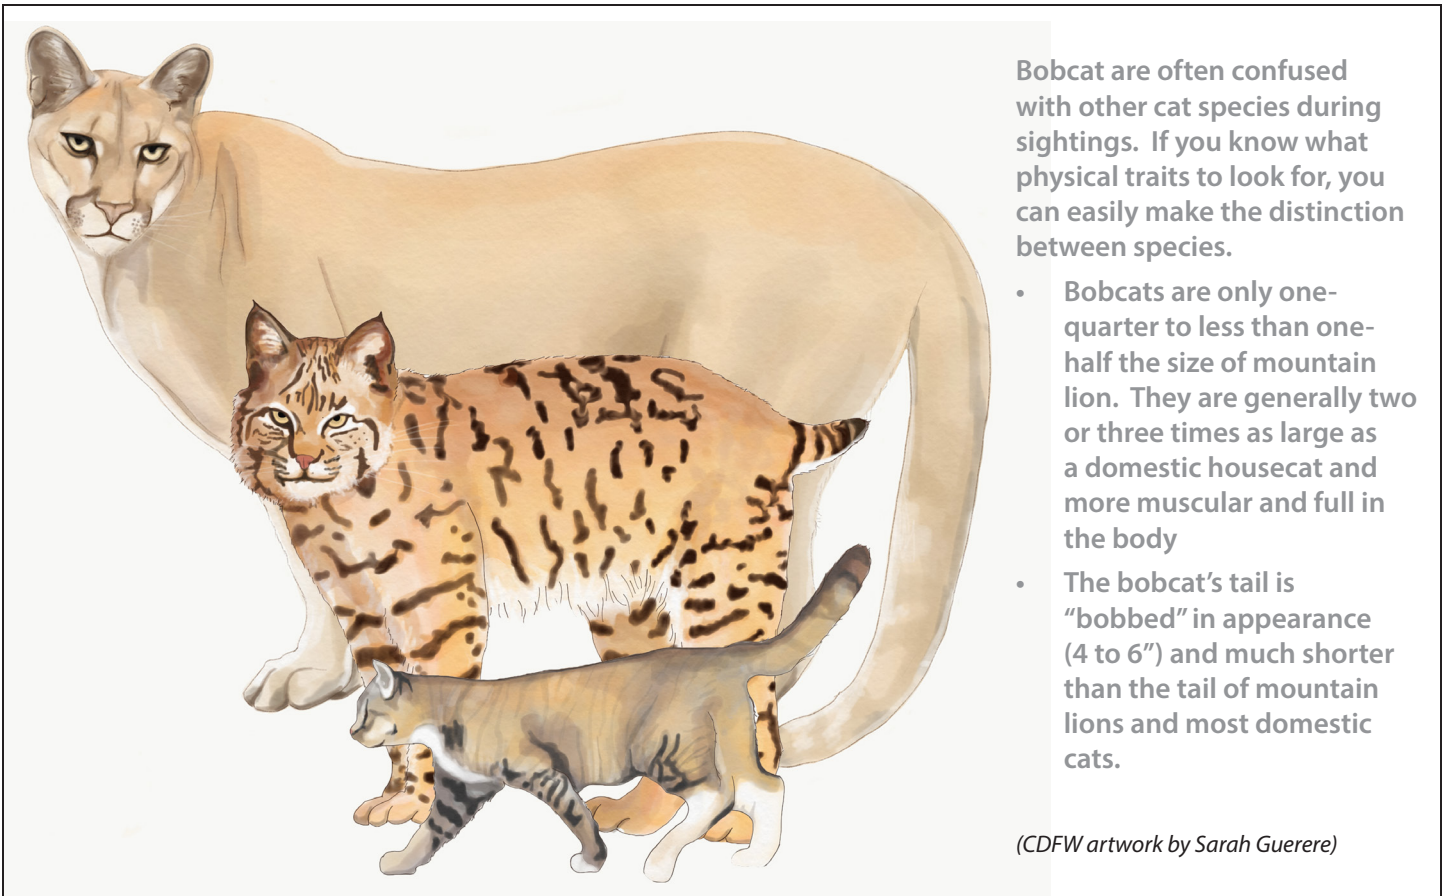 Bobcat are often confused
with other cat species during
sightings.  If you know what
physical traits to look for, you
can easily make the distinction
between species.
•	Bobcats are only one-
quarter to less than one-
half the size of mountain
lion.  They are generally two
or three times as large as
a domestic housecat and
more muscular and full in
the body
•	The bobcat’s tail is
“bobbed” in appearance
(4 to 6”) and much shorter
than the tail of mountain
lions and most domestic
cats.
(CDFW artwork by Sarah Guerere)